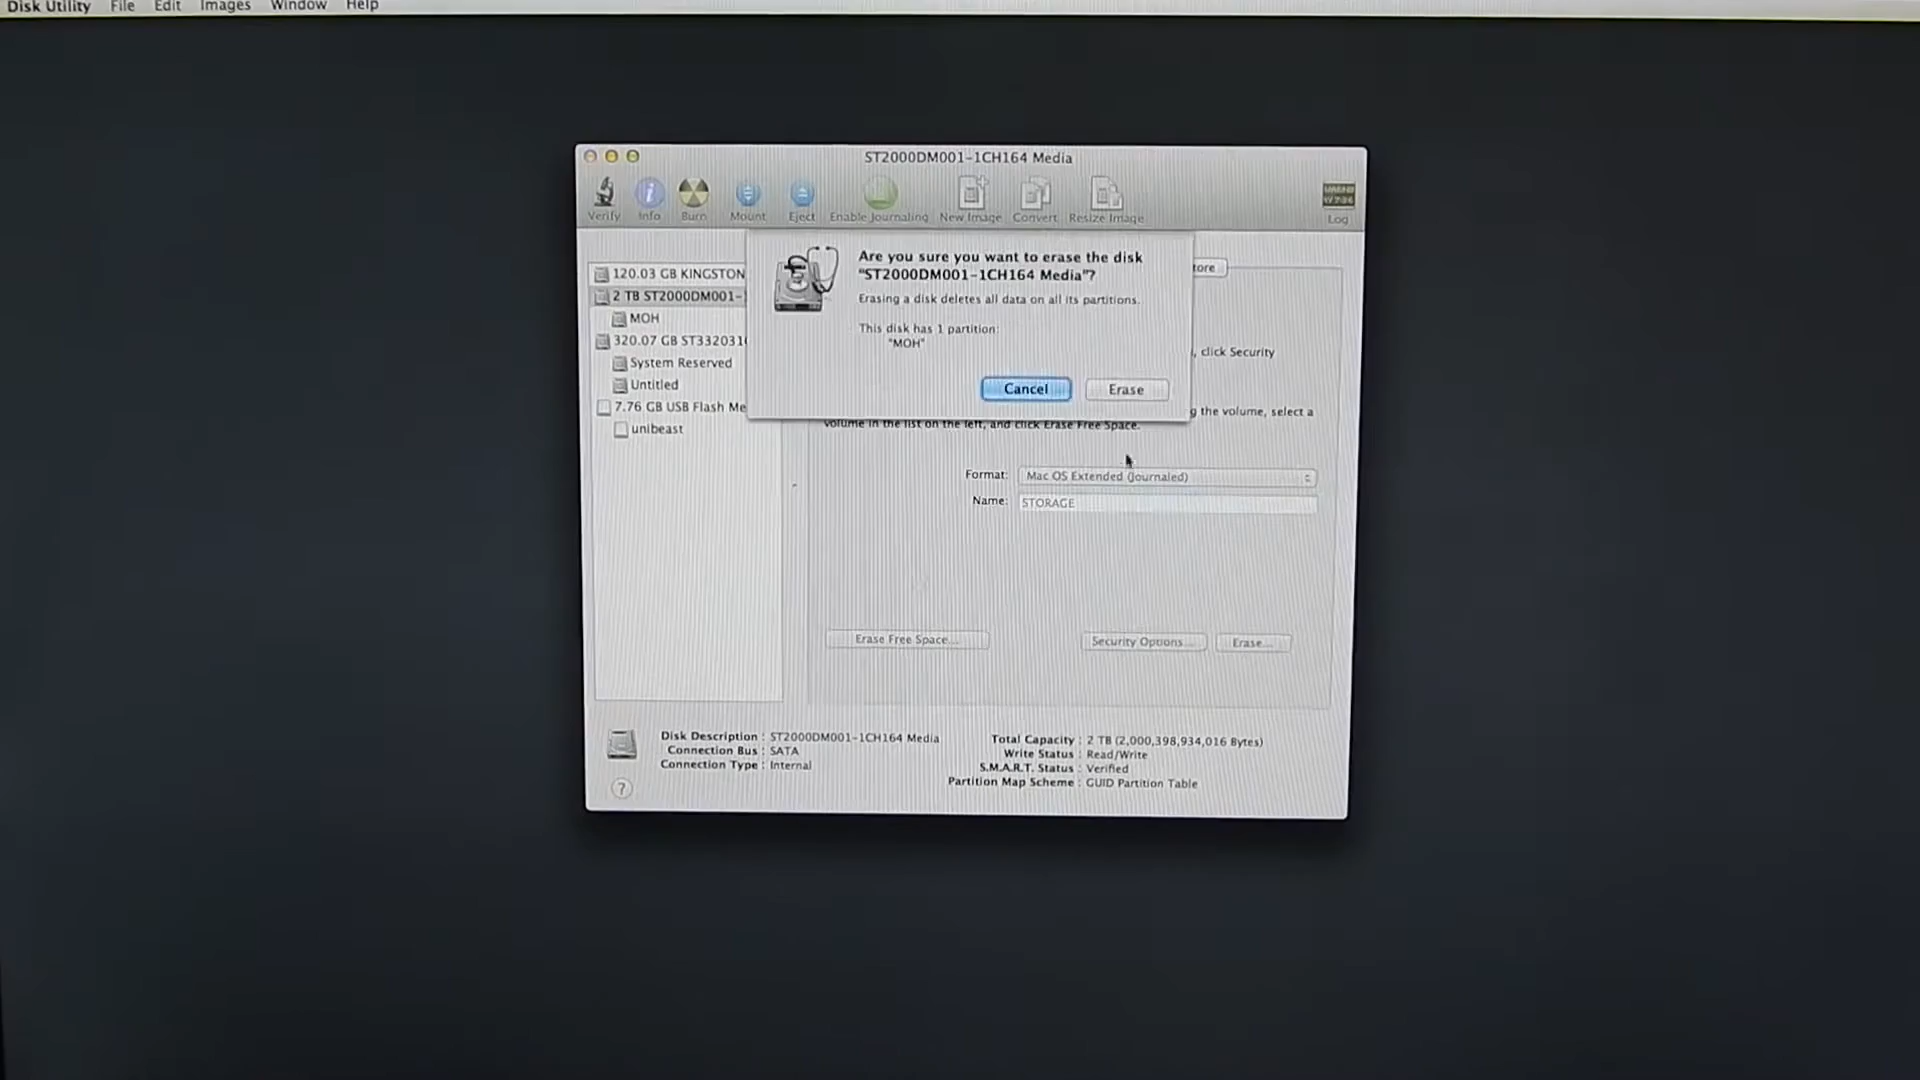 Disk Utility File Edit Images Window Help
ST2000DM001-1CH164 Media
Verify Info Burn Mount Eject Enable Journaling New Image Convert Resize Image Log
Are you sure you want to erase the disk
"ST2000DM001-1CH164 Media"?
Erasing a disk deletes all data on all its partitions.
This disk has 1 partition:
"MOH"
Cancel Erase
120.03 GB KINGSTON
2 TB ST2000DM001-
MOH
320.07 GB ST332031
System Reserved
Untitled
7.76 GB USB Flash Me
unibeast
tore
, click Security
g the volume, select a
volume in the list on the left, and click Erase Free Space.
Format: Mac OS Extended (Journaled)
Name: STORAGE
Erase Free Space... Security Options... Erase...
Disk Description : ST2000DM001-1CH164 Media
Connection Bus : SATA
Connection Type : Internal
Total Capacity : 2 TB (2,000,398,934,016 Bytes)
Write Status : Read/Write
S.M.A.R.T. Status : Verified
Partition Map Scheme : GUID Partition Table
?